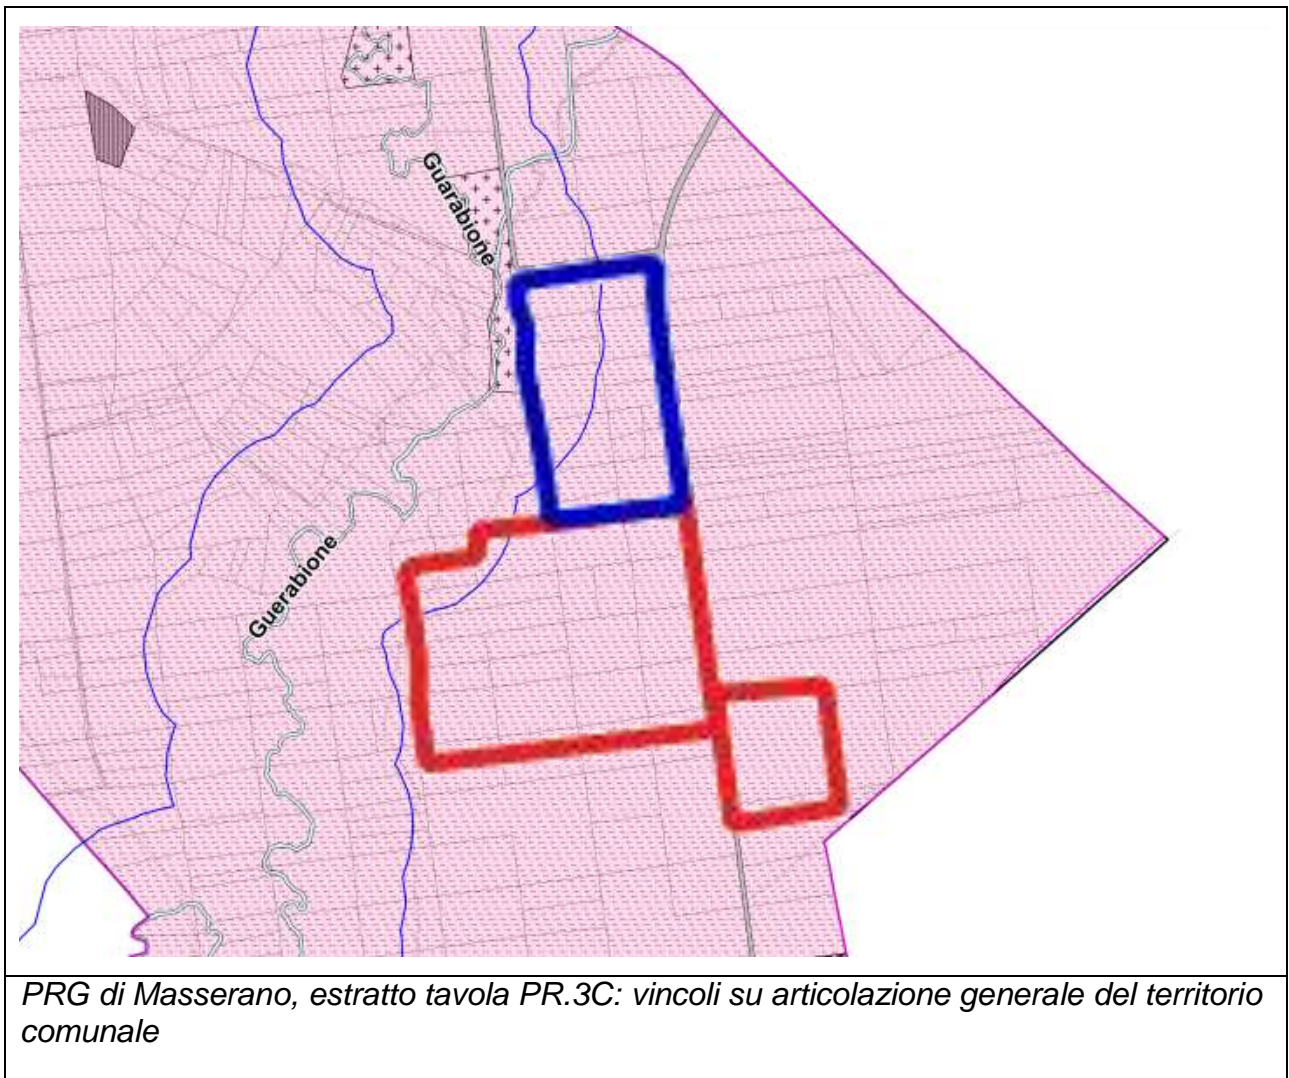 Guarabione
Guerabione
PRG di Masserano, estratto tavola PR.3C: vincoli su articolazione generale del territorio
comunale